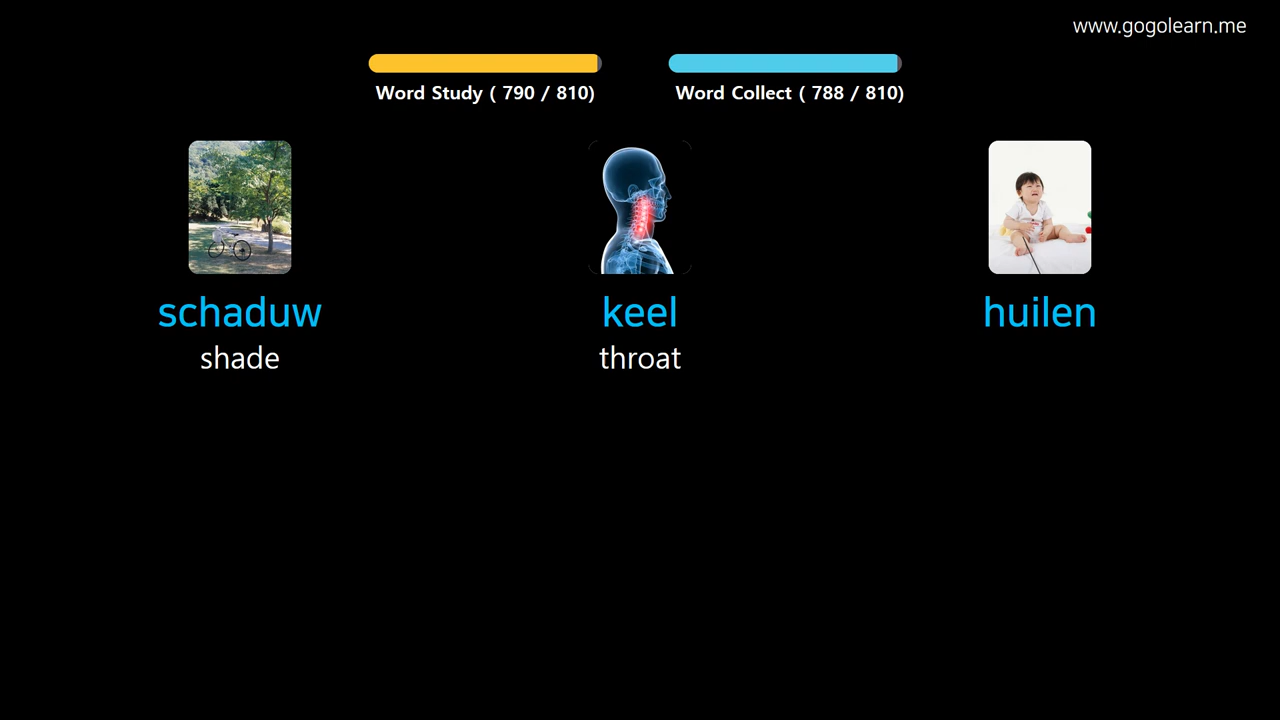 www.gogolearn.me
Word Study ( 790 / 810)
Word Collect ( 788 / 810)
schaduw
keel
huilen
shade
throat